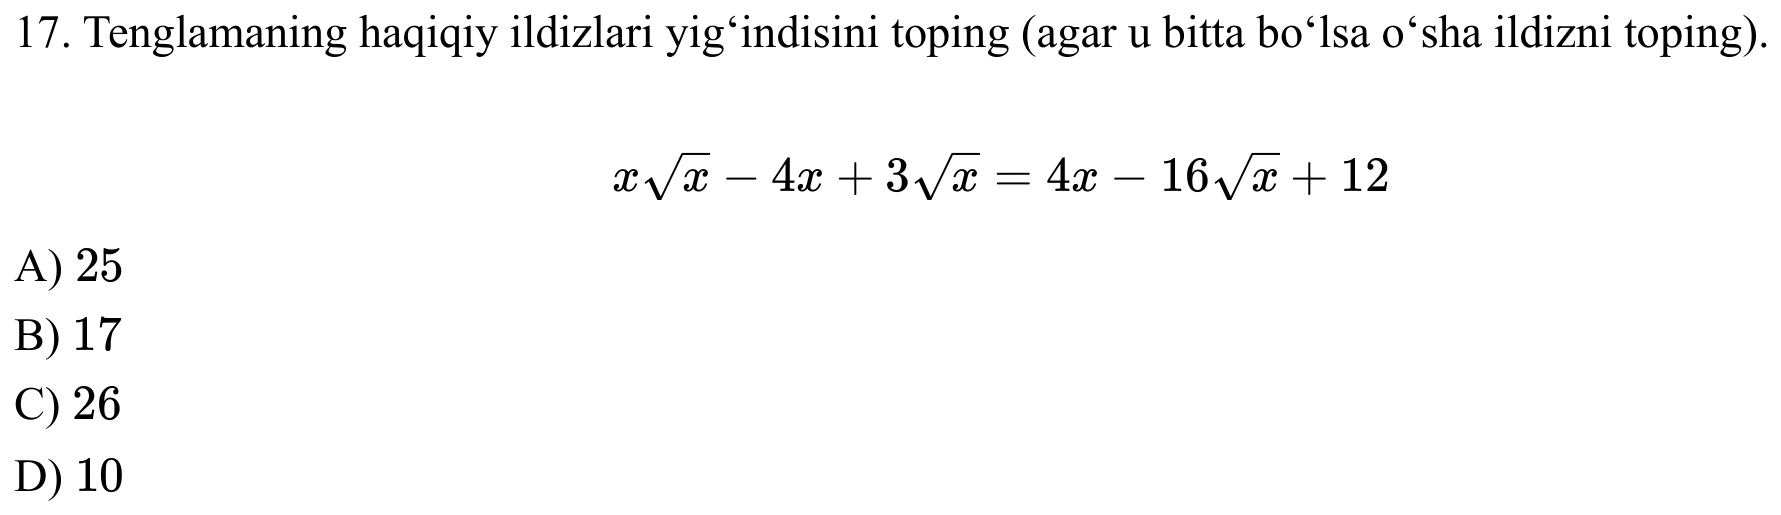 17. Tenglamaning haqiqiy ildizlari yig‘indisini toping (agar u bitta bo‘lsa o‘sha ildizni toping).
x√x − 4x + 3√x = 4x − 16√x + 12
A) 25
B) 17
C) 26
D) 10